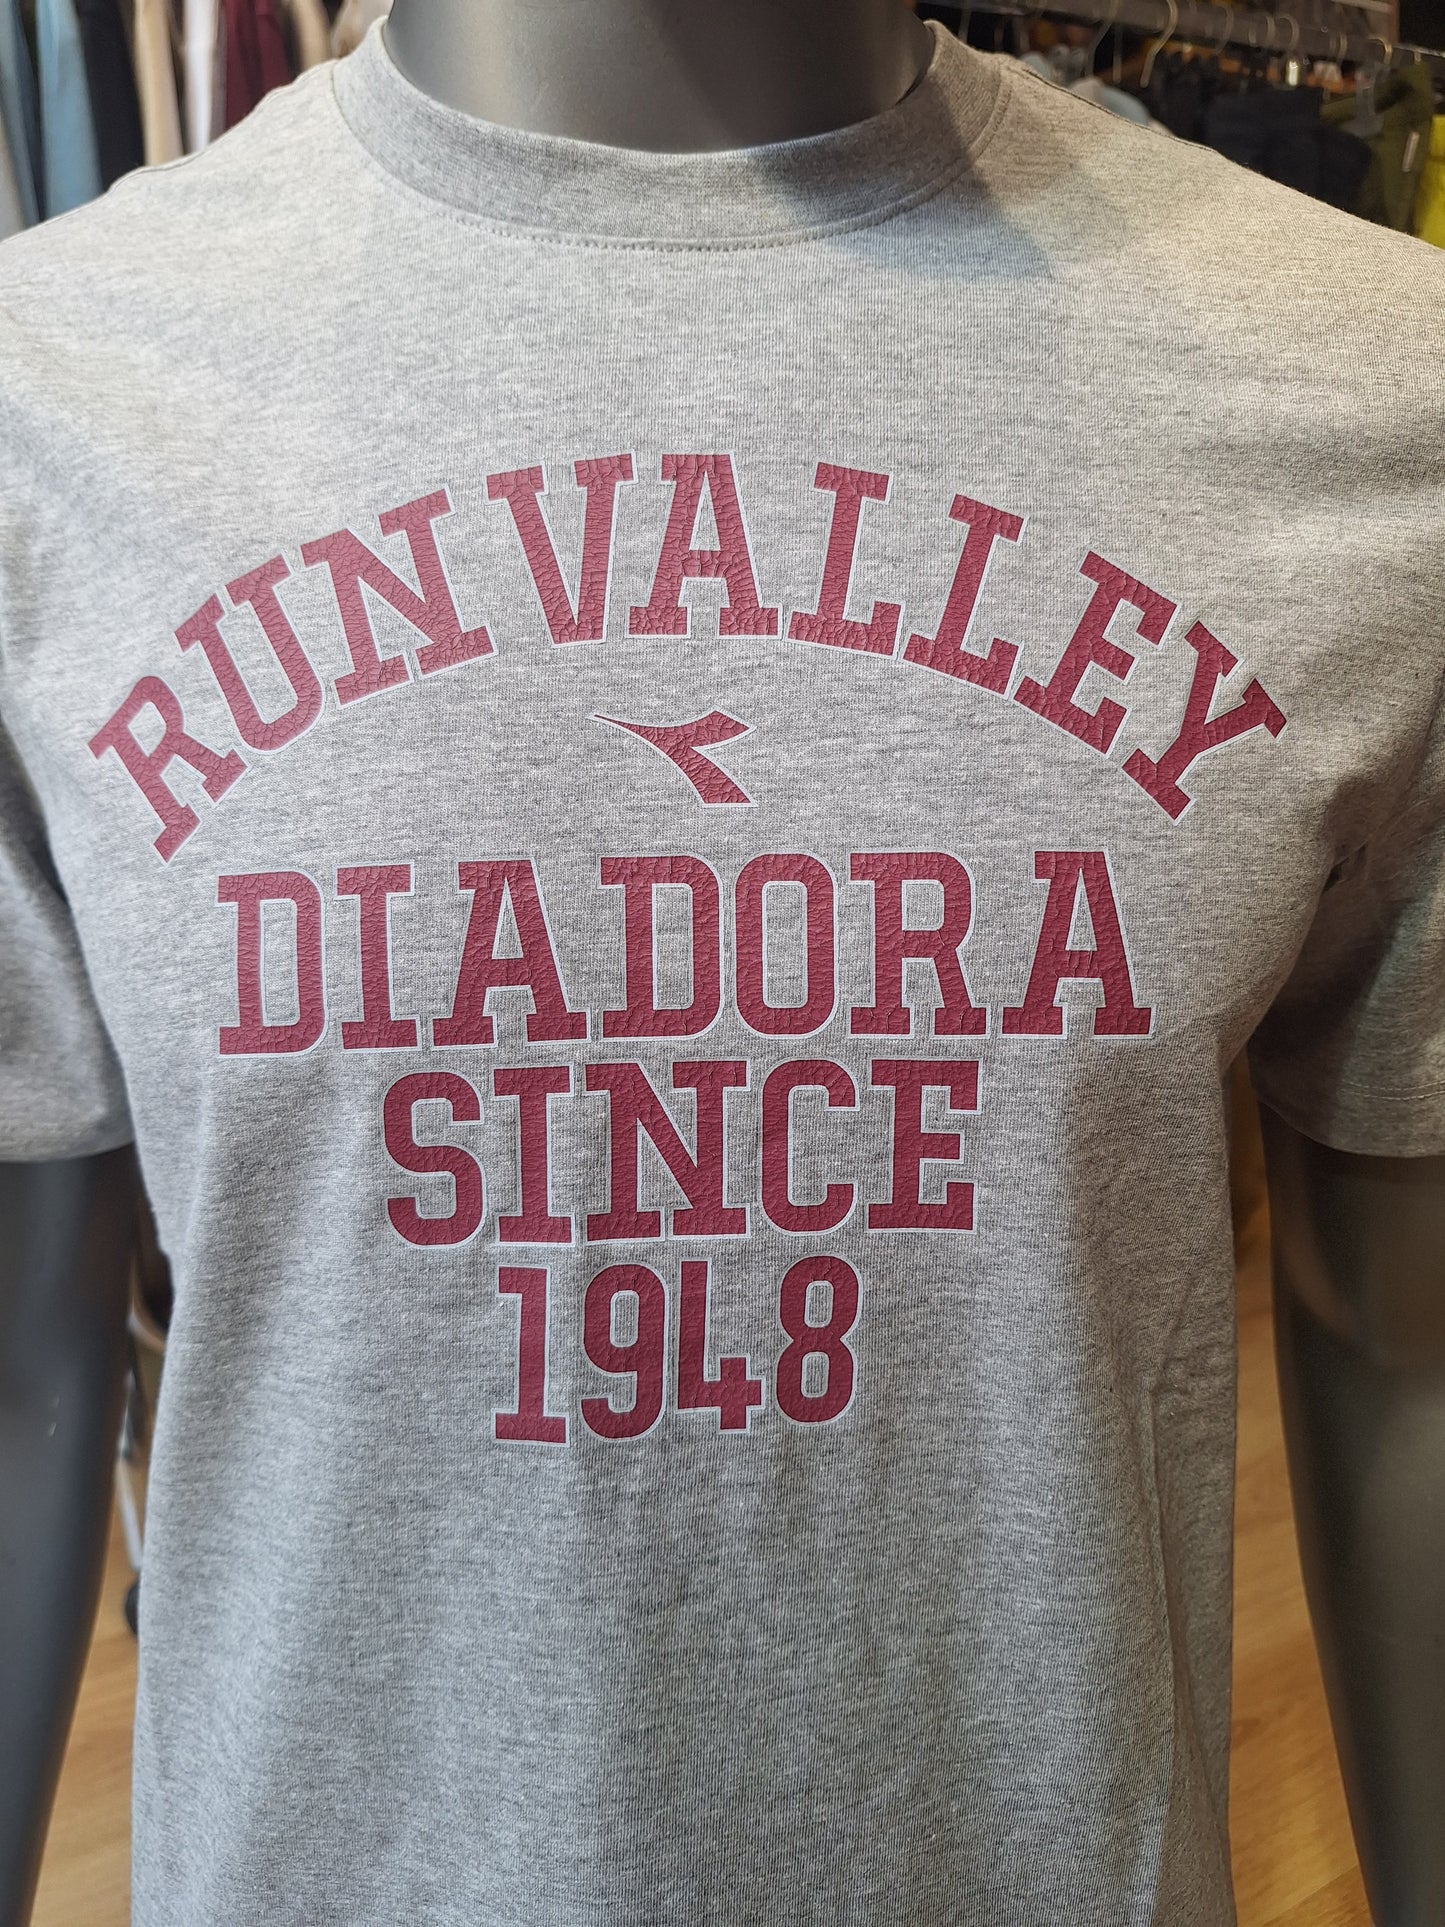 RUN VALLEY
DIADORA
SINCE
1948